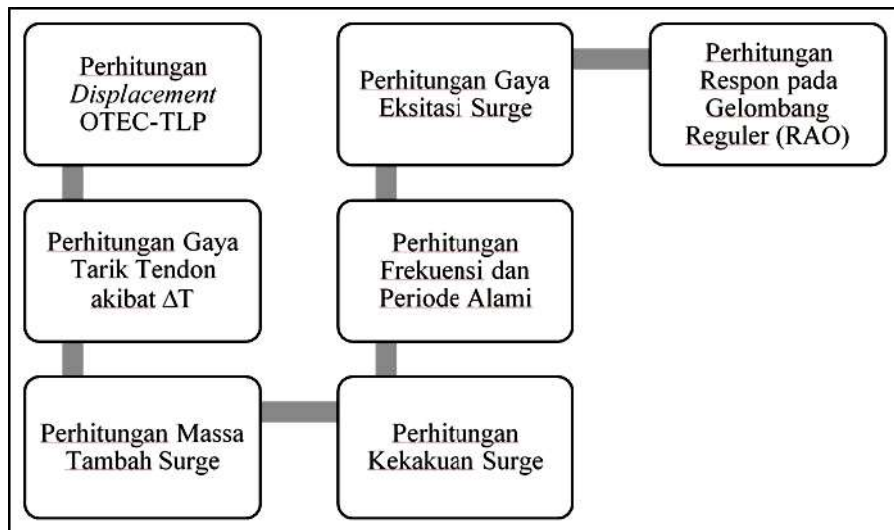 Perhitungan
Displacement
OTEC-TLP
Perhitungan Gaya
Tarik Tendon
akibat ΔT
Perhitungan Massa
Tambah Surge
Perhitungan
Kekakuan Surge
Perhitungan
Frekuensi dan
Periode Alami
Perhitungan Gaya
Eksitasi Surge
Perhitungan
Respon pada
Gelombang
Reguler (RAO)